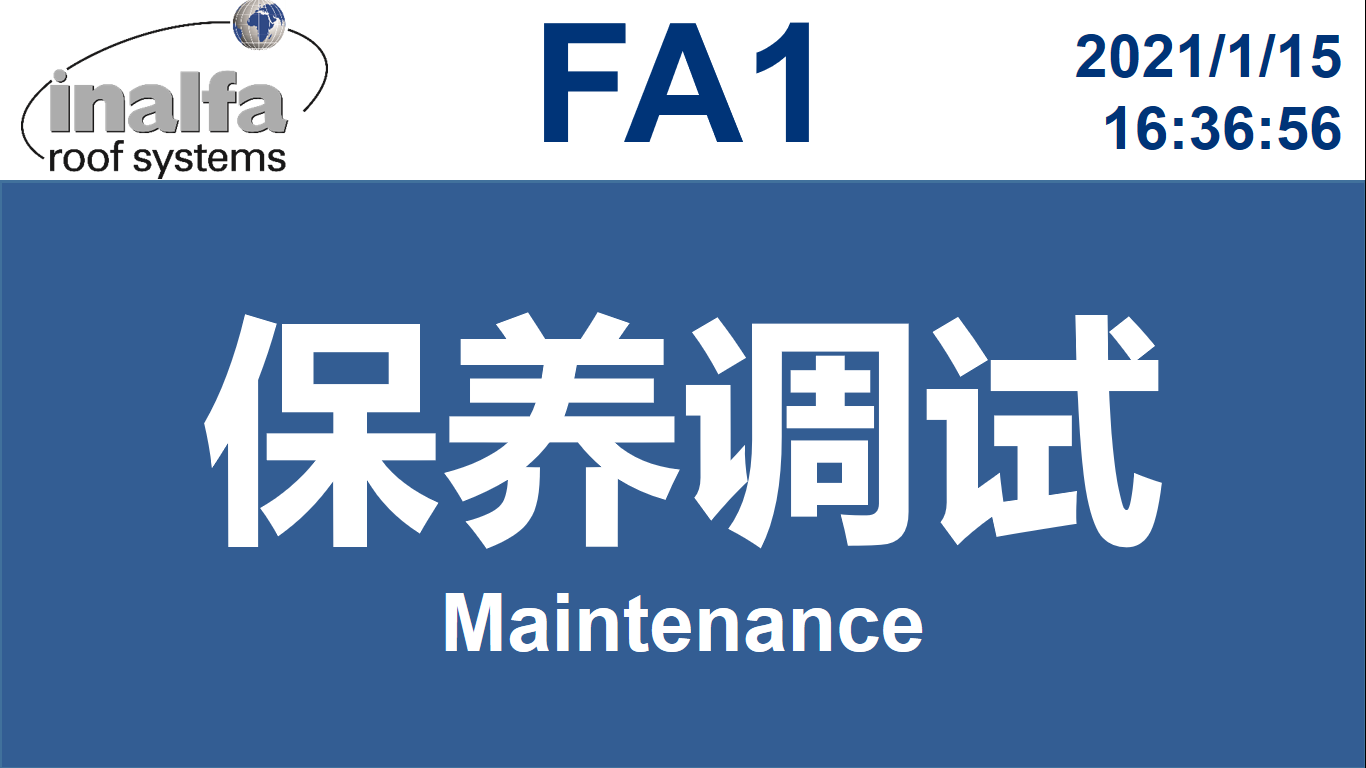 inalfa
roof systems
FA1
2021/1/15
16:36:56
保养调试
Maintenance